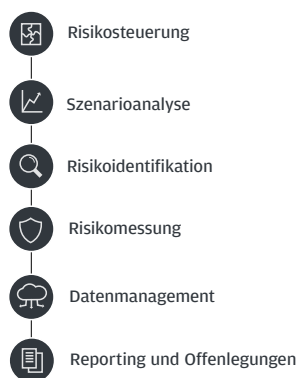 Risikosteuerung
Szenarioanalyse
Risikoidentifikation
Risikomessung
Datenmanagement
Reporting und Offenlegungen